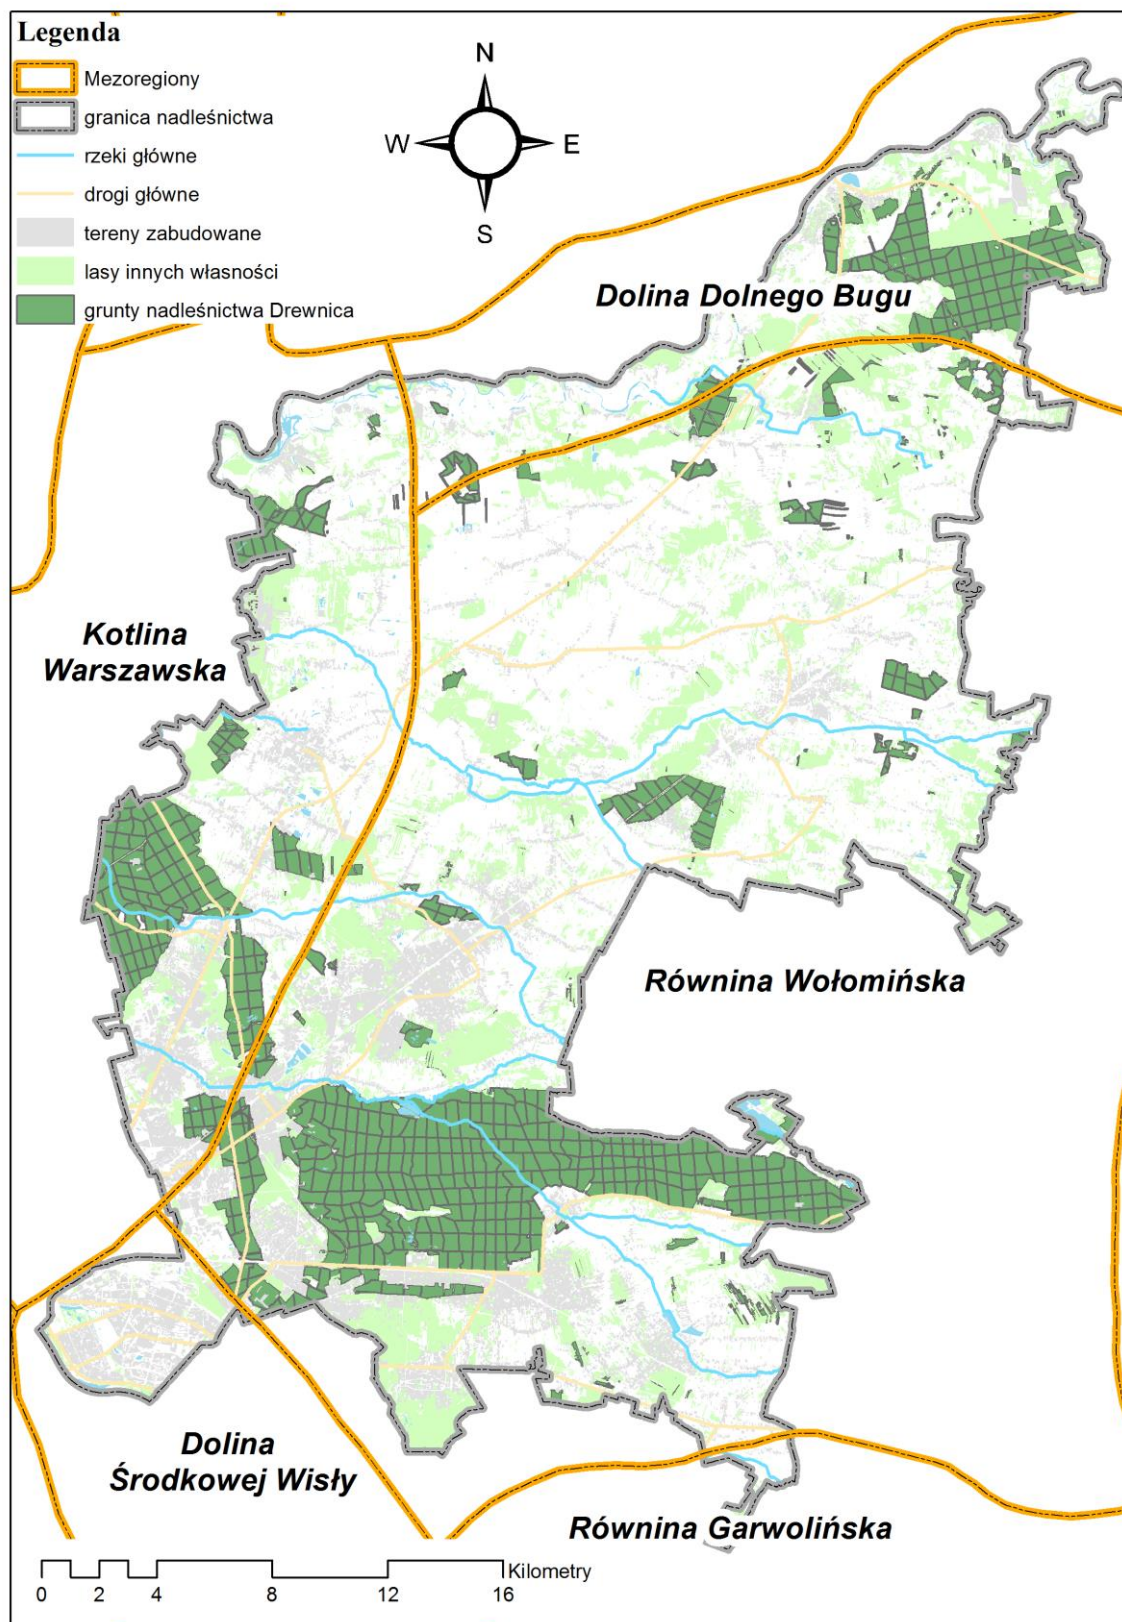 Legenda
Mezoregiony
granica nadleśnictwa
rzeki główne
drogi główne
tereny zabudowane
lasy innych własności
grunty nadleśnictwa Drewnica
N
W
E
S
Dolina Dolnego Bugu
Kotlina
Warszawska
Równina Wołomińska
Dolina
Środkowej Wisły
Równina Garwolińska
Kilometry
0 2 4 8 12 16